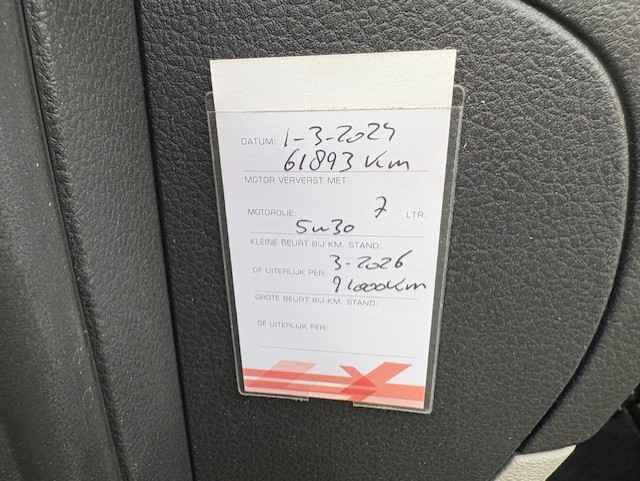 DATUM: 1-3-2024
61893 Km
MOTOR VERVERST MET
MOTOROLIE: 7 LTR.
5w30
KLEINE BEURT BIJ KM. STAND:
OF UITERLIJK PER: 3-2026
91000Km
GROTE BEURT BIJ KM. STAND:
OF UITERLIJK PER: